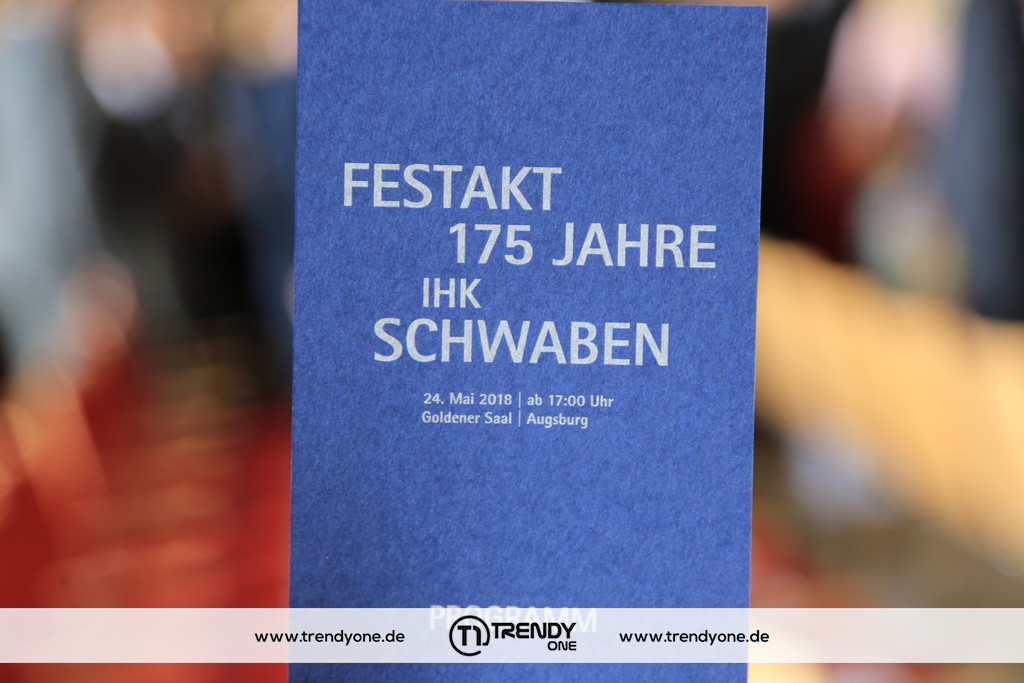 FESTAKT
175 JAHRE
IHK
SCHWABEN
24. Mai 2018 | ab 17:00 Uhr
Goldener Saal | Augsburg
PROGRAMM
www.trendyone.de
T1 TRENDY
ONE
www.trendyone.de